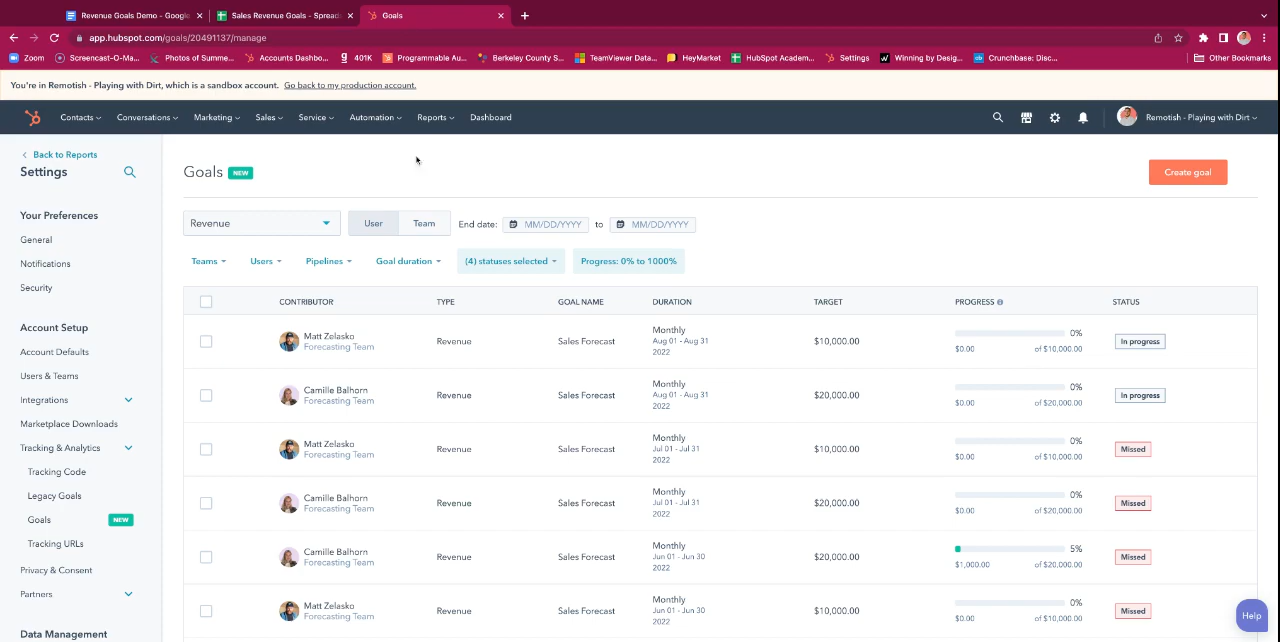 Revenue Goals Demo - Google
Sales Revenue Goals - Spreads
Goals
app.hubspot.com/goals/20491137/manage
Zoom
Screencast-O-Ma...
Photos of Summe...
Accounts Dashbo...
401K
Programmable Au...
Berkeley County S...
TeamViewer Data...
HeyMarket
HubSpot Academ...
Settings
Winning by Desig...
Crunchbase: Disc...
Other Bookmarks
You're in Remotish - Playing with Dirt, which is a sandbox account. Go back to my production account.
Contacts
Conversations
Marketing
Sales
Service
Automation
Reports
Dashboard
Remotish - Playing with Dirt
Back to Reports
Settings
Your Preferences
General
Notifications
Security
Account Setup
Account Defaults
Users & Teams
Integrations
Marketplace Downloads
Tracking & Analytics
Tracking Code
Legacy Goals
Goals NEW
Tracking URLs
Privacy & Consent
Partners
Data Management
Goals NEW
Create goal
Revenue
User
Team
End date: MM/DD/YYYY to MM/DD/YYYY
Teams
Users
Pipelines
Goal duration
(4) statuses selected
Progress: 0% to 1000%
CONTRIBUTOR TYPE GOAL NAME DURATION TARGET PROGRESS STATUS
Matt Zelasko
Forecasting Team
Revenue
Sales Forecast
Monthly
Aug 01 - Aug 31
2022
$10,000.00
0%
$0.00 of $10,000.00
In progress
Camille Balhorn
Forecasting Team
Revenue
Sales Forecast
Monthly
Aug 01 - Aug 31
2022
$20,000.00
0%
$0.00 of $20,000.00
In progress
Matt Zelasko
Forecasting Team
Revenue
Sales Forecast
Monthly
Jul 01 - Jul 31
2022
$10,000.00
0%
$0.00 of $10,000.00
Missed
Camille Balhorn
Forecasting Team
Revenue
Sales Forecast
Monthly
Jul 01 - Jul 31
2022
$20,000.00
0%
$0.00 of $20,000.00
Missed
Camille Balhorn
Forecasting Team
Revenue
Sales Forecast
Monthly
Jun 01 - Jun 30
2022
$20,000.00
5%
$1,000.00 of $20,000.00
Missed
Matt Zelasko
Forecasting Team
Revenue
Sales Forecast
Monthly
Jun 01 - Jun 30
2022
$10,000.00
0%
$0.00 of $10,000.00
Missed
Help